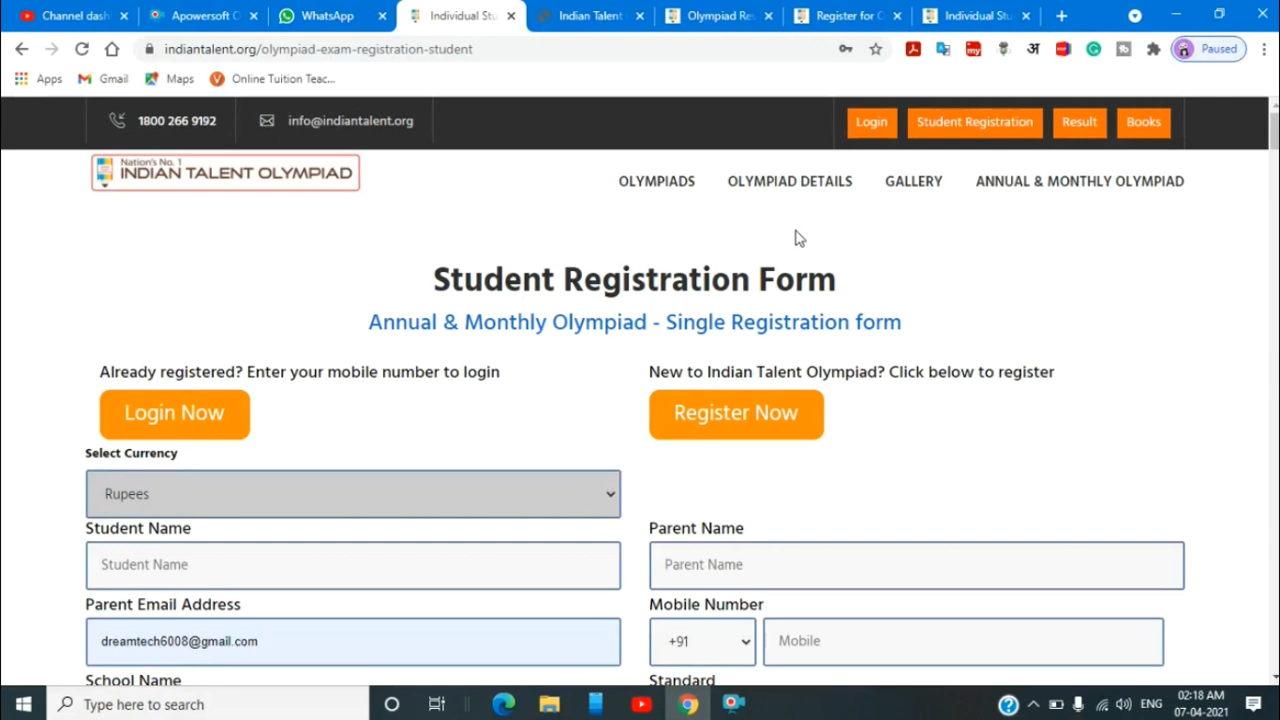 Channel dash
Apowersoft O
WhatsApp
Individual Stu
Indian Talent
Olympiad Res
Register for O
Individual Stu
indiantalent.org/olympiad-exam-registration-student
Paused
Apps
Gmail
Maps
Online Tuition Teac...
1800 266 9192
info@indiantalent.org
Login
Student Registration
Result
Books
Nation's No. 1
INDIAN TALENT OLYMPIAD
OLYMPIADS
OLYMPIAD DETAILS
GALLERY
ANNUAL & MONTHLY OLYMPIAD
Student Registration Form
Annual & Monthly Olympiad - Single Registration form
Already registered? Enter your mobile number to login
New to Indian Talent Olympiad? Click below to register
Login Now
Register Now
Select Currency
Rupees
Student Name
Parent Name
Student Name
Parent Name
Parent Email Address
Mobile Number
dreamtech6008@gmail.com
+91
Mobile
School Name
Standard
Type here to search
ENG
02:18 AM
07-04-2021